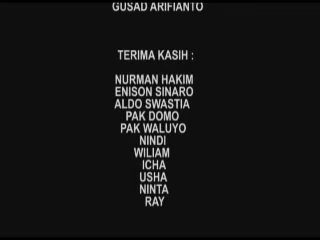 GUSAD ARIFIANTO
TERIMA KASIH :
NURMAN HAKIM
ENISON SINARO
ALDO SWASTIA
PAK DOMO
PAK WALUYO
NINDI
WILIAM
ICHA
USHA
NINTA
RAY